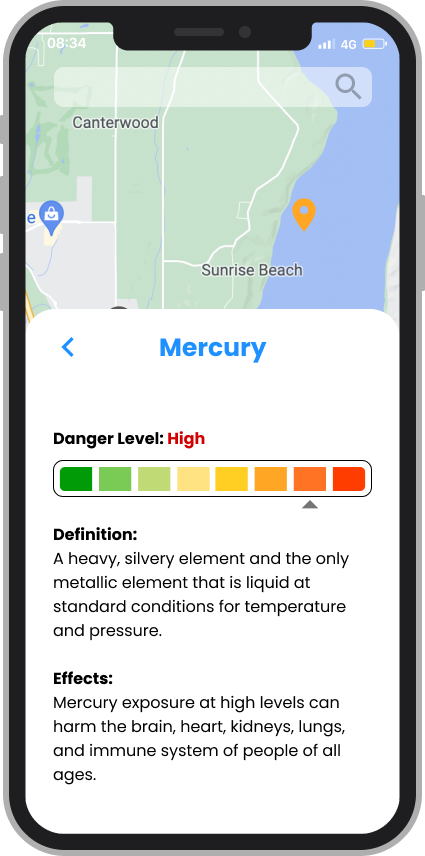 08:34
4G
Canterwood
e
Sunrise Beach
Mercury
Danger Level: High
Definition:
A heavy, silvery element and the only
metallic element that is liquid at
standard conditions for temperature
and pressure.
Effects:
Mercury exposure at high levels can
harm the brain, heart, kidneys, lungs,
and immune system of people of all
ages.